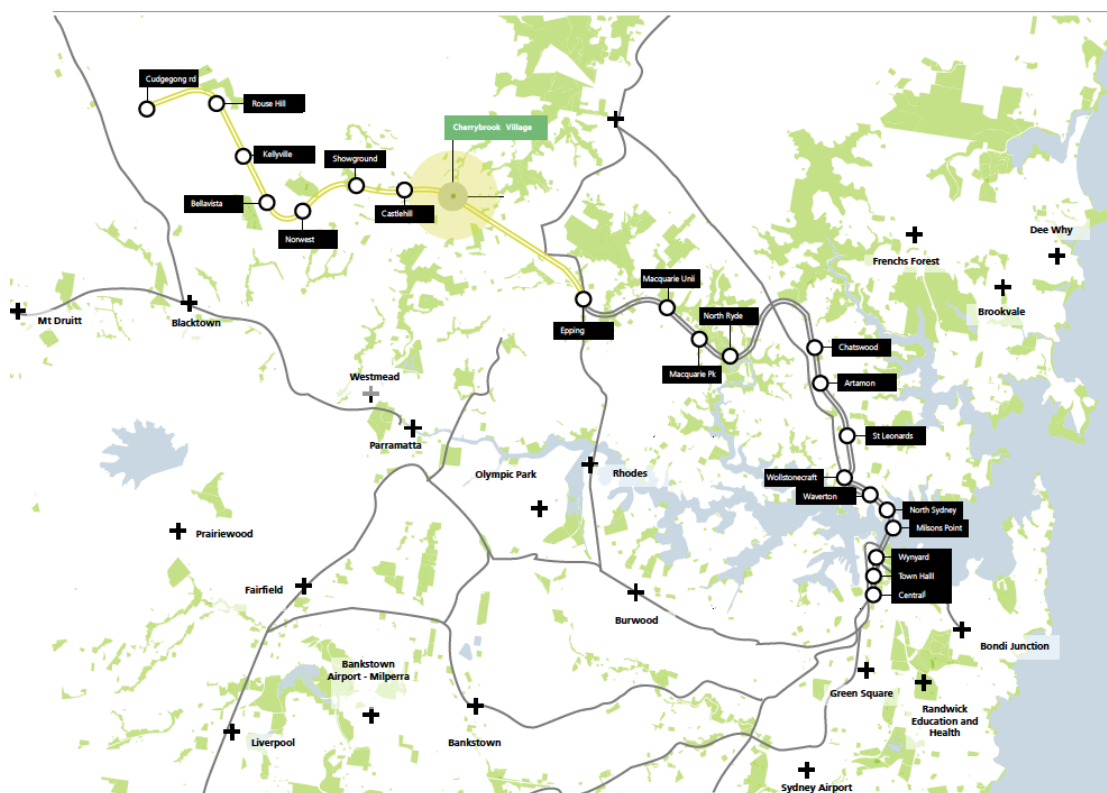 Cudgegong rd
Rouse Hill
Cherrybrook Village
Kellyville
Showground
Bellavista
Castlehill
Norwest
Dee Why
Frenchs Forest
Macquarie Unii
Brookvale
North Ryde
Mt Druitt
Blacktown
Epping
Chatswood
Macquarie Pk
Westmead
Artamon
Parramatta
St Leonards
Olympic Park
Rhodes
Wollstonecraft
Waverton
North Sydney
Milsons Point
Prairiewood
Wynyard
Town Halll
Fairfield
Centrail
Burwood
Bondi Junction
Bankstown
Airport - Milperra
Green Square
Randwick
Education and
Health
Liverpool
Bankstown
Sydney Airport